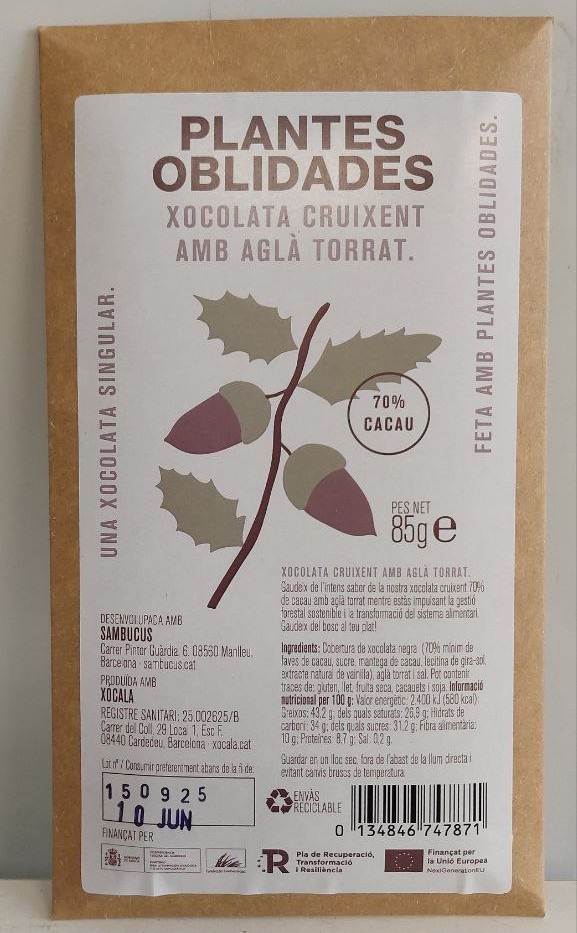 PLANTES
OBLIDADES
XOCOLATA CRUIXENT
AMB AGLÀ TORRAT.
UNA XOCOLATA SINGULAR.
FETA AMB PLANTES OBLIDADES.
70%
CACAU
PES NET
85g e
XOCOLATA CRUIXENT AMB AGLÀ TORRAT.
Gaudeix de l'intens sabor de la nostra xocolata cruixent 70%
de cacau amb aglà torrat mentre estàs impulsant la gestió
forestal sostenible i la transformació del sistema alimentari.
Gaudeix del bosc al teu plat!
Ingredients: Cobertura de xocolata negra (70% mínim de
faves de cacau, sucre, mantega de cacau, lecitina de gira-sol,
extracte natural de vainilla), aglà torrat i sal. Pot contenir
traces de: gluten, llet, fruita seca, cacauets i soja. Informació
nutricional per 100 g: Valor energètic: 2.400 kJ (580 kcal);
Greixos: 43,2 g; dels quals saturats: 26,9 g; Hidrats de
carboni: 34 g; dels quals sucres: 31,2 g; Fibra alimentària:
10 g; Proteïnes: 8,7 g; Sal: 0,2 g.
Guardar en un lloc sec, fora de l'abast de la llum directa i
evitant canvis bruscs de temperatura.
DESENVOLUPADA AMB
SAMBUCUS
Carrer Pintor Guàrdia, 6. 08560 Manlleu,
Barcelona · sambucus.cat
PRODUÏDA AMB
XOCALA
REGISTRE SANITARI: 25.002625/B
Carrer del Coll, 29 Local 1, Esc F.
08440 Cardedeu, Barcelona · xocala.cat
Lot nº / Consumir preferentment abans de la fi de:
150925
10 JUN
ENVÀS
RECICLABLE
0 134846 747871
FINANÇAT PER
R
Pla de Recuperació,
Transformació
i Resiliència
Finançat per
la Unió Europea
NextGenerationEU